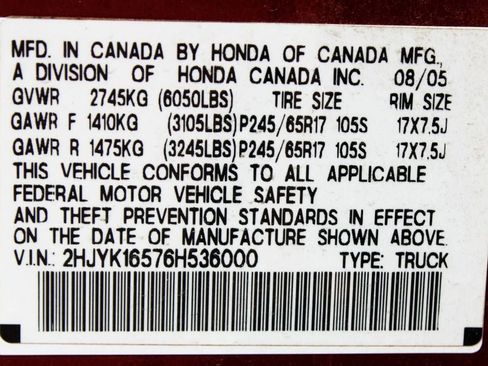 MFD. IN CANADA BY HONDA OF CANADA MFG.,
A DIVISION OF HONDA CANADA INC. 08/05
GVWR 2745KG (6050LBS) TIRE SIZE RIM SIZE
GAWR F 1410KG (3105LBS) P245/65R17 105S 17X7.5J
GAWR R 1475KG (3245LBS) P245/65R17 105S 17X7.5J
THIS VEHICLE CONFORMS TO ALL APPLICABLE
FEDERAL MOTOR VEHICLE SAFETY
AND THEFT PREVENTION STANDARDS IN EFFECT
ON THE DATE OF MANUFACTURE SHOWN ABOVE.
V.I.N.: 2HJYK16576H536000 TYPE: TRUCK